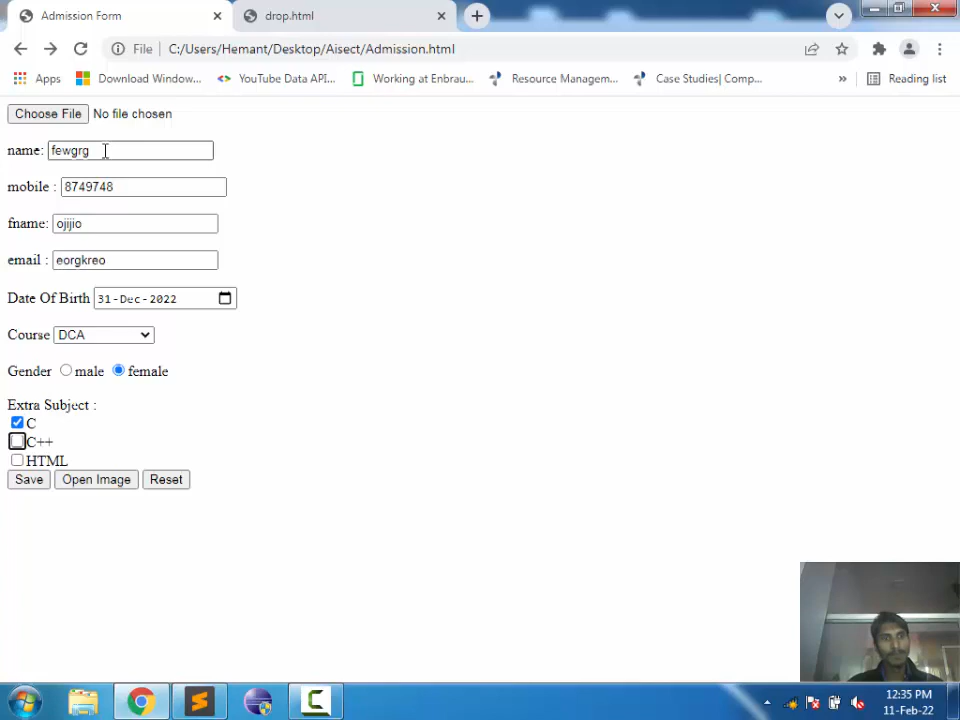 Admission Form
drop.html
File C:/Users/Hemant/Desktop/Aisect/Admission.html
Apps Download Window... YouTube Data API... Working at Enbrau... Resource Managem... Case Studies| Comp... » Reading list
Choose File No file chosen
name: fewgrg
mobile : 8749748
fname: ojijio
email : eorgkreo
Date Of Birth 31-Dec-2022
Course DCA
Gender male female
Extra Subject :
C
C++
HTML
Save Open Image Reset
12:35 PM
11-Feb-22